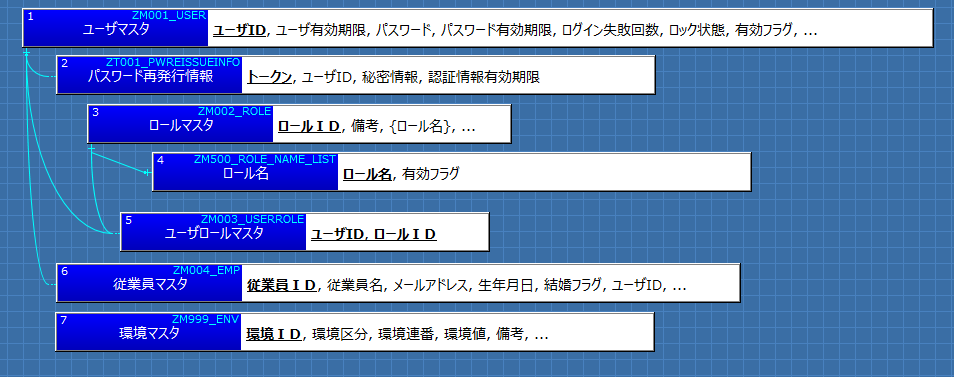 1 ZM001_USER
ユーザマスタ ユーザID, ユーザ有効期限, パスワード, パスワード有効期限, ログイン失敗回数, ロック状態, 有効フラグ, ...
2 ZT001_PWREISSUEINFO
パスワード再発行情報 トークン, ユーザID, 秘密情報, 認証情報有効期限
3 ZM002_ROLE
ロールマスタ ロールＩＤ, 備考, {ロール名}, ...
4 ZM500_ROLE_NAME_LIST
ロール名 ロール名, 有効フラグ
5 ZM003_USERROLE
ユーザロールマスタ ユーザID, ロールＩＤ
6 ZM004_EMP
従業員マスタ 従業員ＩＤ, 従業員名, メールアドレス, 生年月日, 結婚フラグ, ユーザID, ...
7 ZM999_ENV
環境マスタ 環境ＩＤ, 環境区分, 環境連番, 環境値, 備考, ...